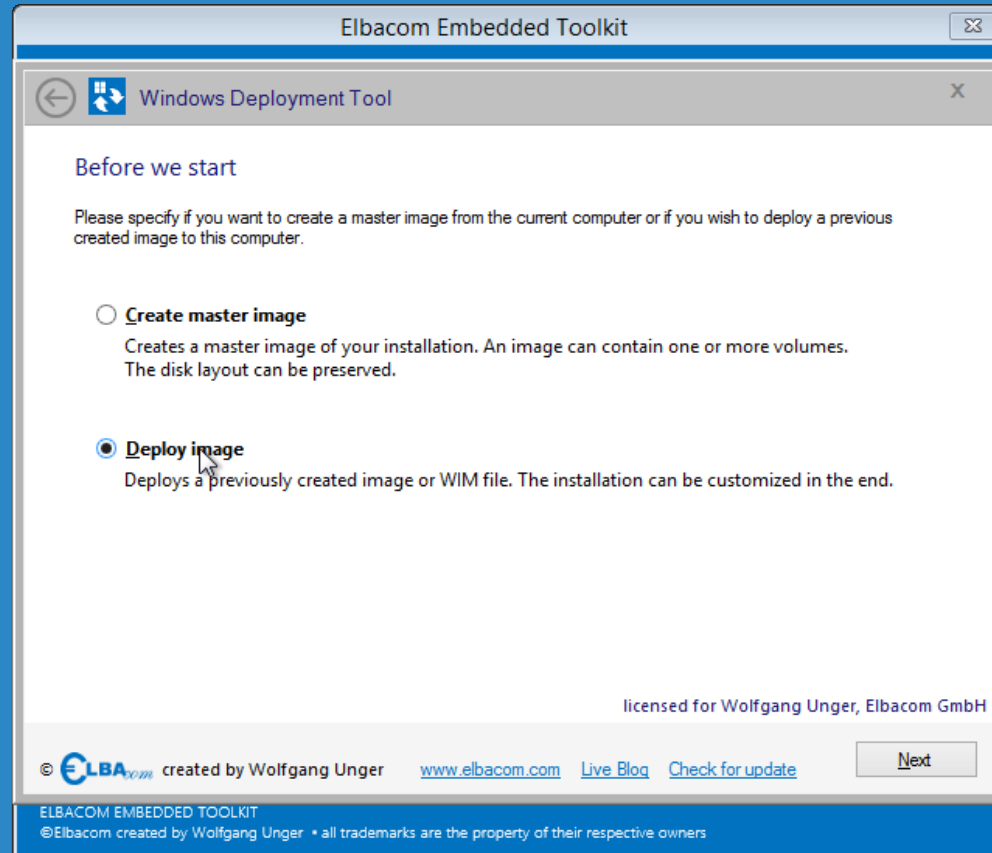 Elbacom Embedded Toolkit
Windows Deployment Tool
X
Before we start
Please specify if you want to create a master image from the current computer or if you wish to deploy a previous
created image to this computer.
Create master image
Creates a master image of your installation. An image can contain one or more volumes.
The disk layout can be preserved.
Deploy image
Deploys a previously created image or WIM file. The installation can be customized in the end.
licensed for Wolfgang Unger, Elbacom GmbH
© €LBAcom created by Wolfgang Unger www.elbacom.com Live Blog Check for update Next
ELBACOM EMBEDDED TOOLKIT
©Elbacom created by Wolfgang Unger • all trademarks are the property of their respective owners